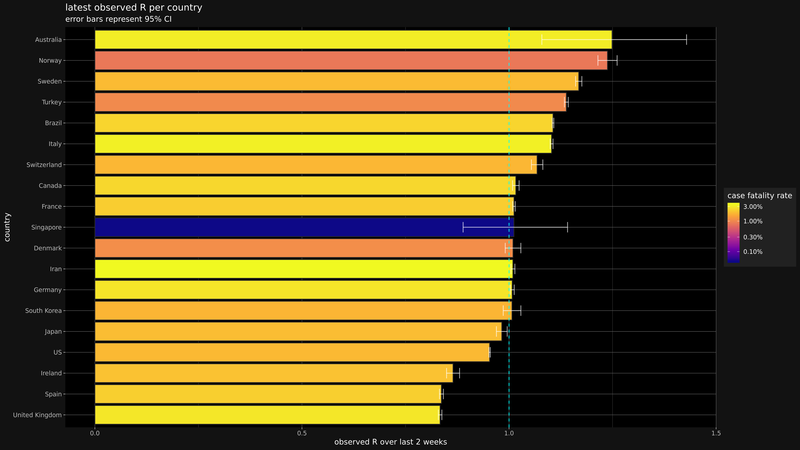 latest observed R per country
error bars represent 95% CI
country
Australia
Norway
Sweden
Turkey
Brazil
Italy
Switzerland
Canada
France
Singapore
Denmark
Iran
Germany
South Korea
Japan
US
Ireland
Spain
United Kingdom
0.0
0.5
1.0
1.5
observed R over last 2 weeks
case fatality rate
3.00%
1.00%
0.30%
0.10%